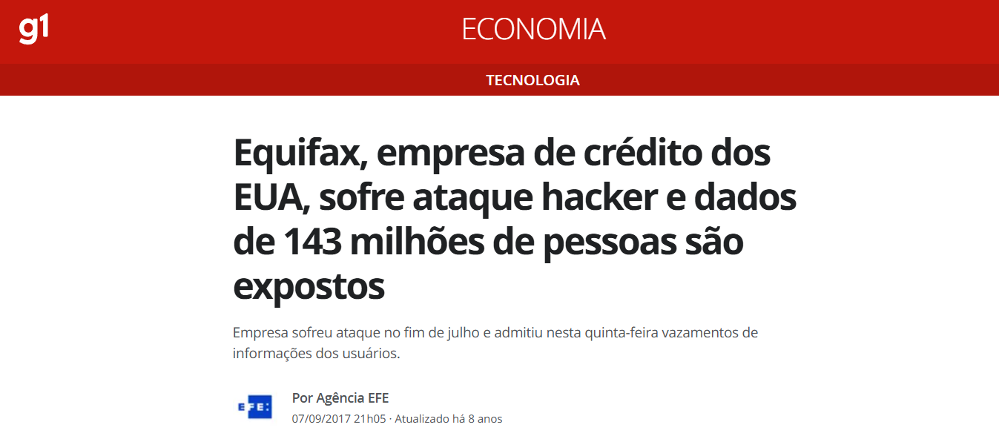 g1
ECONOMIA
TECNOLOGIA
Equifax, empresa de crédito dos
EUA, sofre ataque hacker e dados
de 143 milhões de pessoas são
expostos
Empresa sofreu ataque no fim de julho e admitiu nesta quinta-feira vazamentos de
informações dos usuários.
EFE:
Por Agência EFE
07/09/2017 21h05 · Atualizado há 8 anos